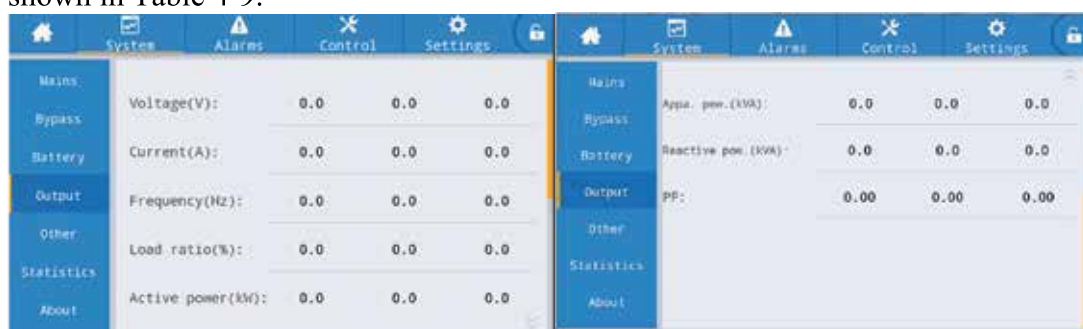 shown in Table 4-9.
System Alarms Control Settings
Mains
Bypass
Battery
Output
Other
Statistics
About
Voltage(V): 0.0 0.0 0.0
Current(A): 0.0 0.0 0.0
Frequency(Hz): 0.0 0.0 0.0
Load ratio(%): 0.0 0.0 0.0
Active power(kW): 0.0 0.0 0.0
System Alarms Control Settings
Mains
Bypass
Battery
Output
Other
Statistics
About
Appa. pow.(kVA): 0.0 0.0 0.0
Reactive pow.(kVA): 0.0 0.0 0.0
PF: 0.00 0.00 0.00